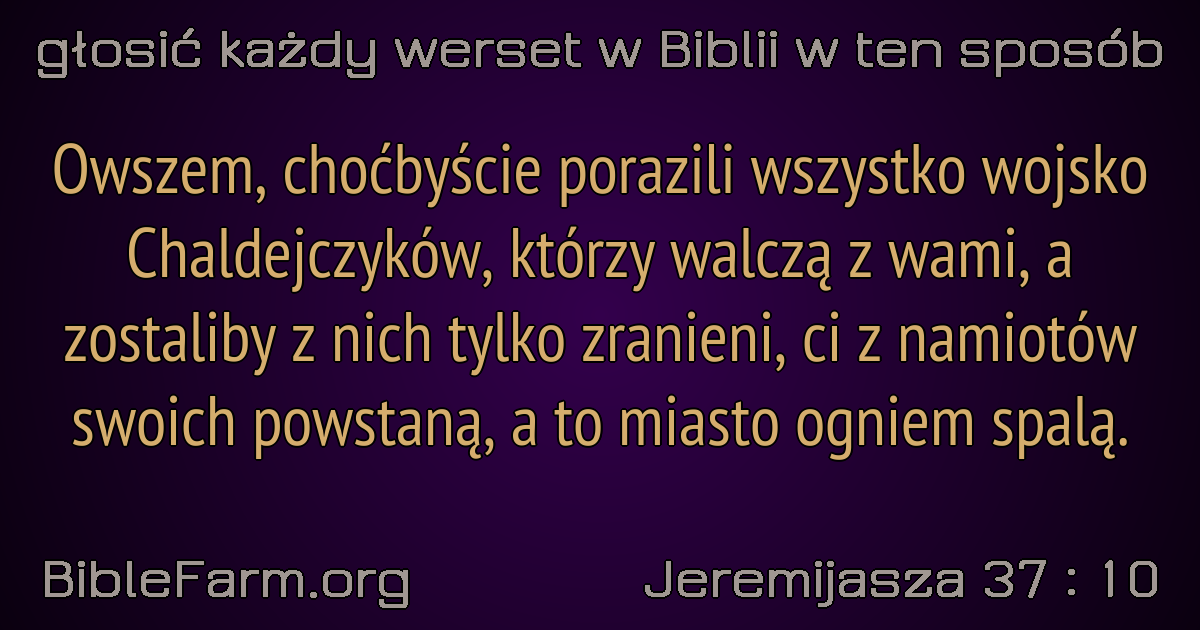 głosić każdy werset w Biblii w ten sposób
Owszem, choćbyście porazili wszystko wojsko
Chaldejczyków, którzy walczą z wami, a
zostaliby z nich tylko zranieni, ci z namiotów
swoich powstaną, a to miasto ogniem spalą.
BibleFarm.org
Jeremijasza 37 : 10